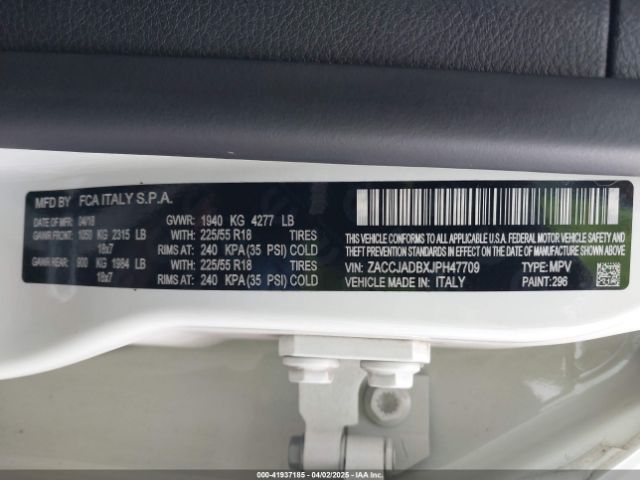 MFD BY FCA ITALY S.P.A.
DATE OF MFR: 04/18 GVWR: 1940 KG 4277 LB
GAWR FRONT: 1050 KG 2315 LB WITH: 225/55 R18 TIRES
18x7 RIMS AT: 240 KPA(35 PSI) COLD
GAWR REAR: 900 KG 1984 LB WITH: 225/55 R18 TIRES
18x7 RIMS AT: 240 KPA(35 PSI) COLD
THIS VEHICLE CONFORMS TO ALL APPLICABLE U.S.A. FEDERAL MOTOR VEHICLE SAFETY
AND THEFT PREVENTION STANDARDS IN EFFECT ON THE DATE OF MANUFACTURE SHOWN ABOVE
VIN: ZACCJADBXJPH47709 TYPE: MPV
VEHICLE MADE IN: ITALY PAINT: 296
000-41937185 | 04/02/2025 | IAAI.COM